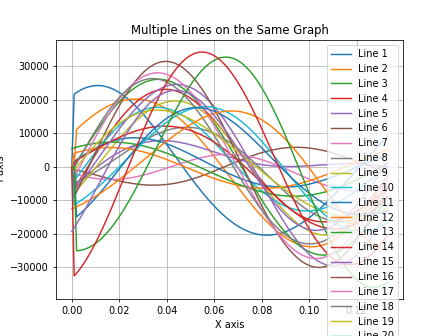 Multiple Lines on the Same Graph
30000
20000
10000
0
−10000
−20000
−30000
0.00
0.02
0.04
0.06
0.08
0.10
X axis
Line 1
Line 2
Line 3
Line 4
Line 5
Line 6
Line 7
Line 8
Line 9
Line 10
Line 11
Line 12
Line 13
Line 14
Line 15
Line 16
Line 17
Line 18
Line 19
Line 20